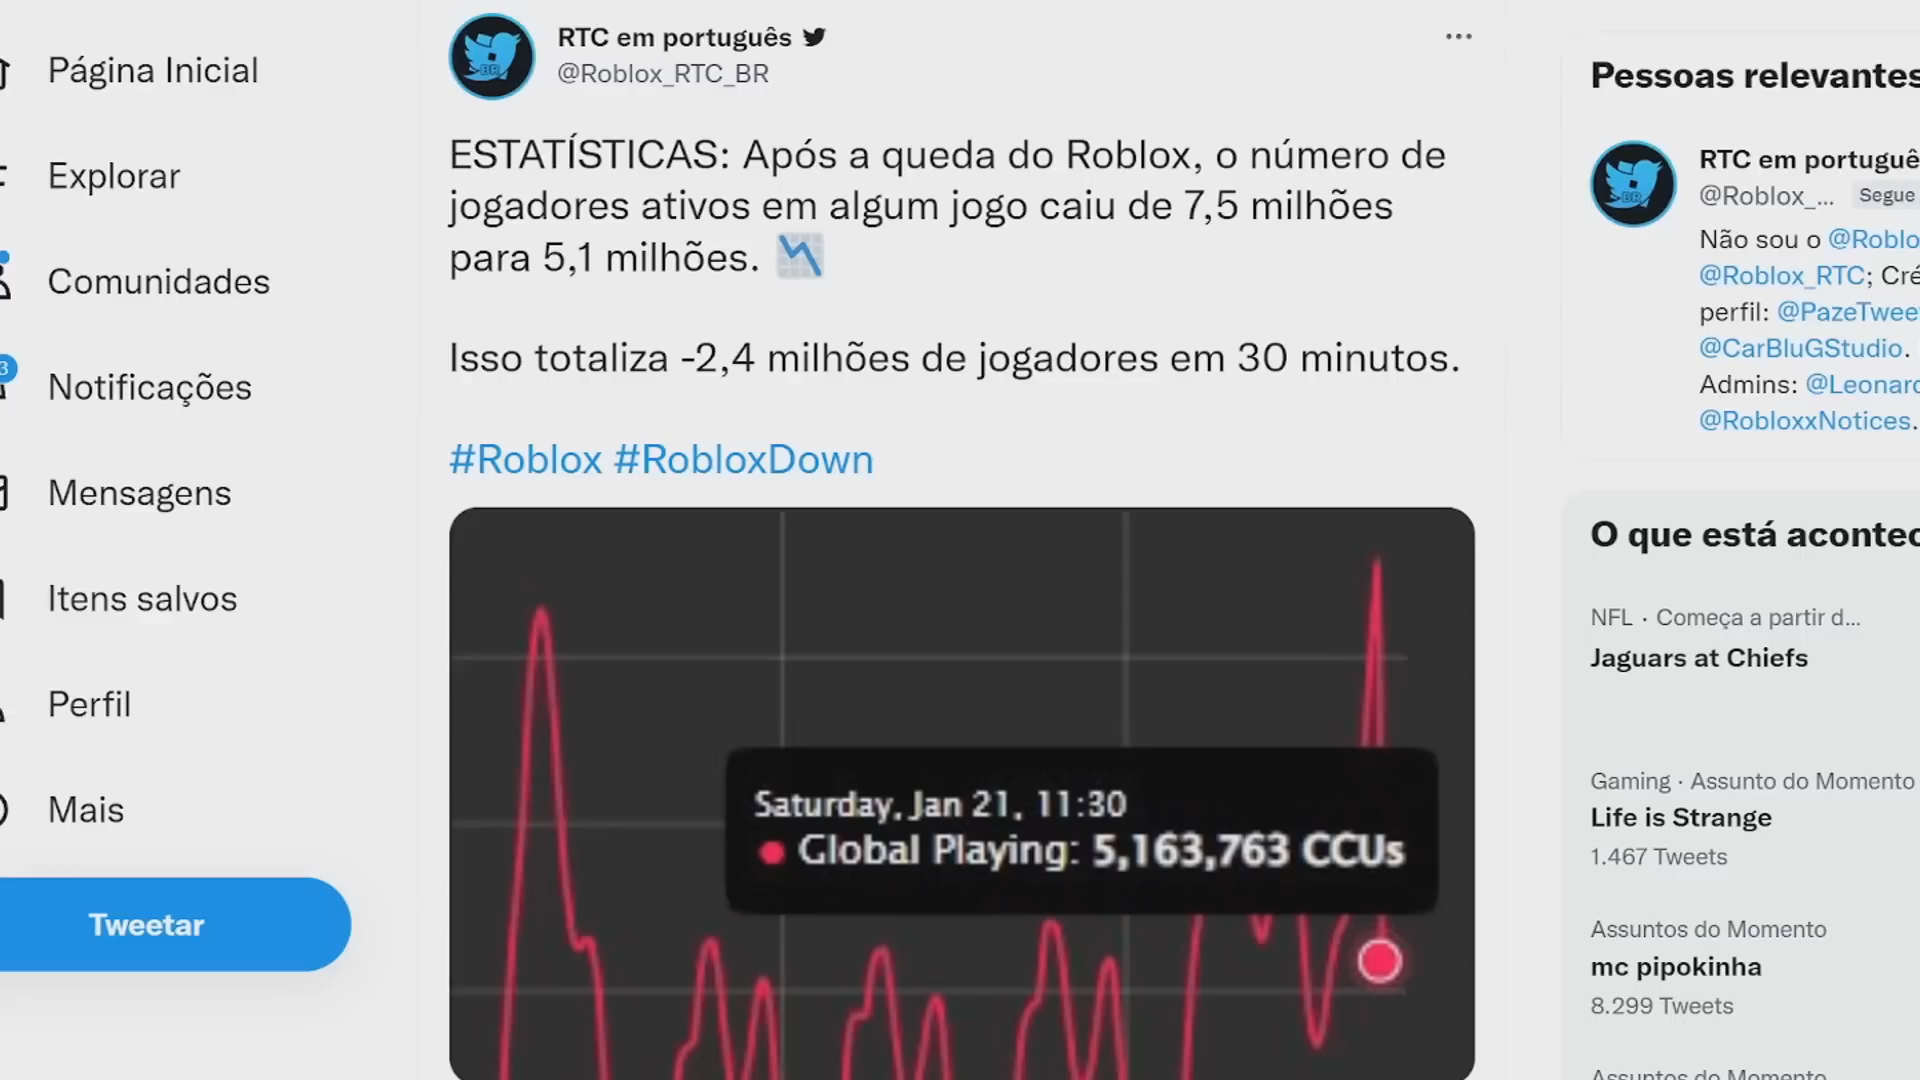 Página Inicial
Explorar
Comunidades
3
Notificações
Mensagens
Itens salvos
Perfil
Mais
Tweetar
RTC em português
@Roblox_RTC_BR
ESTATÍSTICAS: Após a queda do Roblox, o número de
jogadores ativos em algum jogo caiu de 7,5 milhões
para 5,1 milhões.
Isso totaliza -2,4 milhões de jogadores em 30 minutos.
#Roblox #RobloxDown
Saturday, Jan 21, 11:30
Global Playing: 5,163,763 CCUs
Pessoas relevantes
RTC em portuguê
@Roblox_... Segue
Não sou o @Roblo
@Roblox_RTC; Cré
perfil: @PazeTwee
@CarBluGStudio.
Admins: @Leonard
@RobloxxNotices.
O que está acontec
NFL · Começa a partir d...
Jaguars at Chiefs
Gaming · Assunto do Momento
Life is Strange
1.467 Tweets
Assuntos do Momento
mc pipokinha
8.299 Tweets
Assuntos do Momento